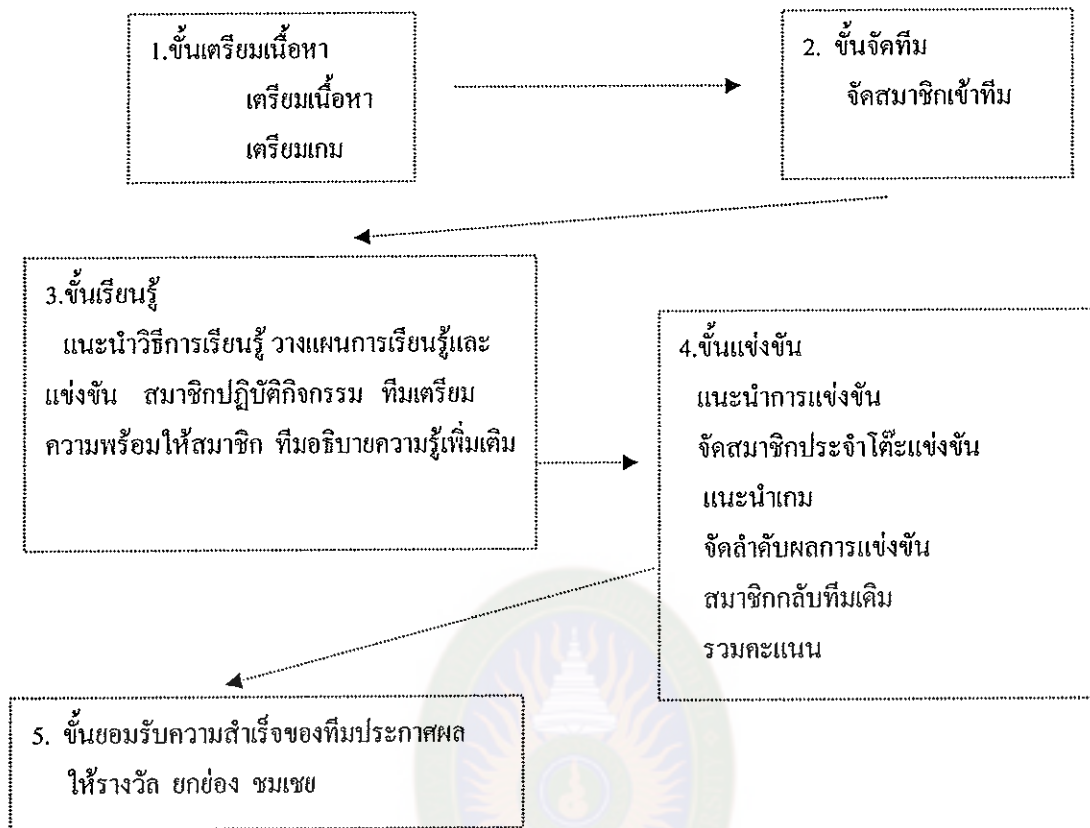 1.ขั้นเตรียมเนื้อหา
เตรียมเนื้อหา
เตรียมเกม
2. ขั้นจัดทีม
จัดสมาชิกเข้าทีม
3.ขั้นเรียนรู้
แนะนำวิธีการเรียนรู้ วางแผนการเรียนรู้และ
แข่งขัน สมาชิกปฏิบัติกิจกรรม ทีมเตรียม
ความพร้อมให้สมาชิก ทีมอธิบายความรู้เพิ่มเติม
4.ขั้นแข่งขัน
แนะนำการแข่งขัน
จัดสมาชิกประจำโต๊ะแข่งขัน
แนะนำเกม
จัดลำดับผลการแข่งขัน
สมาชิกกลับทีมเดิม
รวมคะแนน
5. ขั้นยอมรับความสำเร็จของทีมประกาศผล
ให้รางวัล ยกย่อง ชมเชย